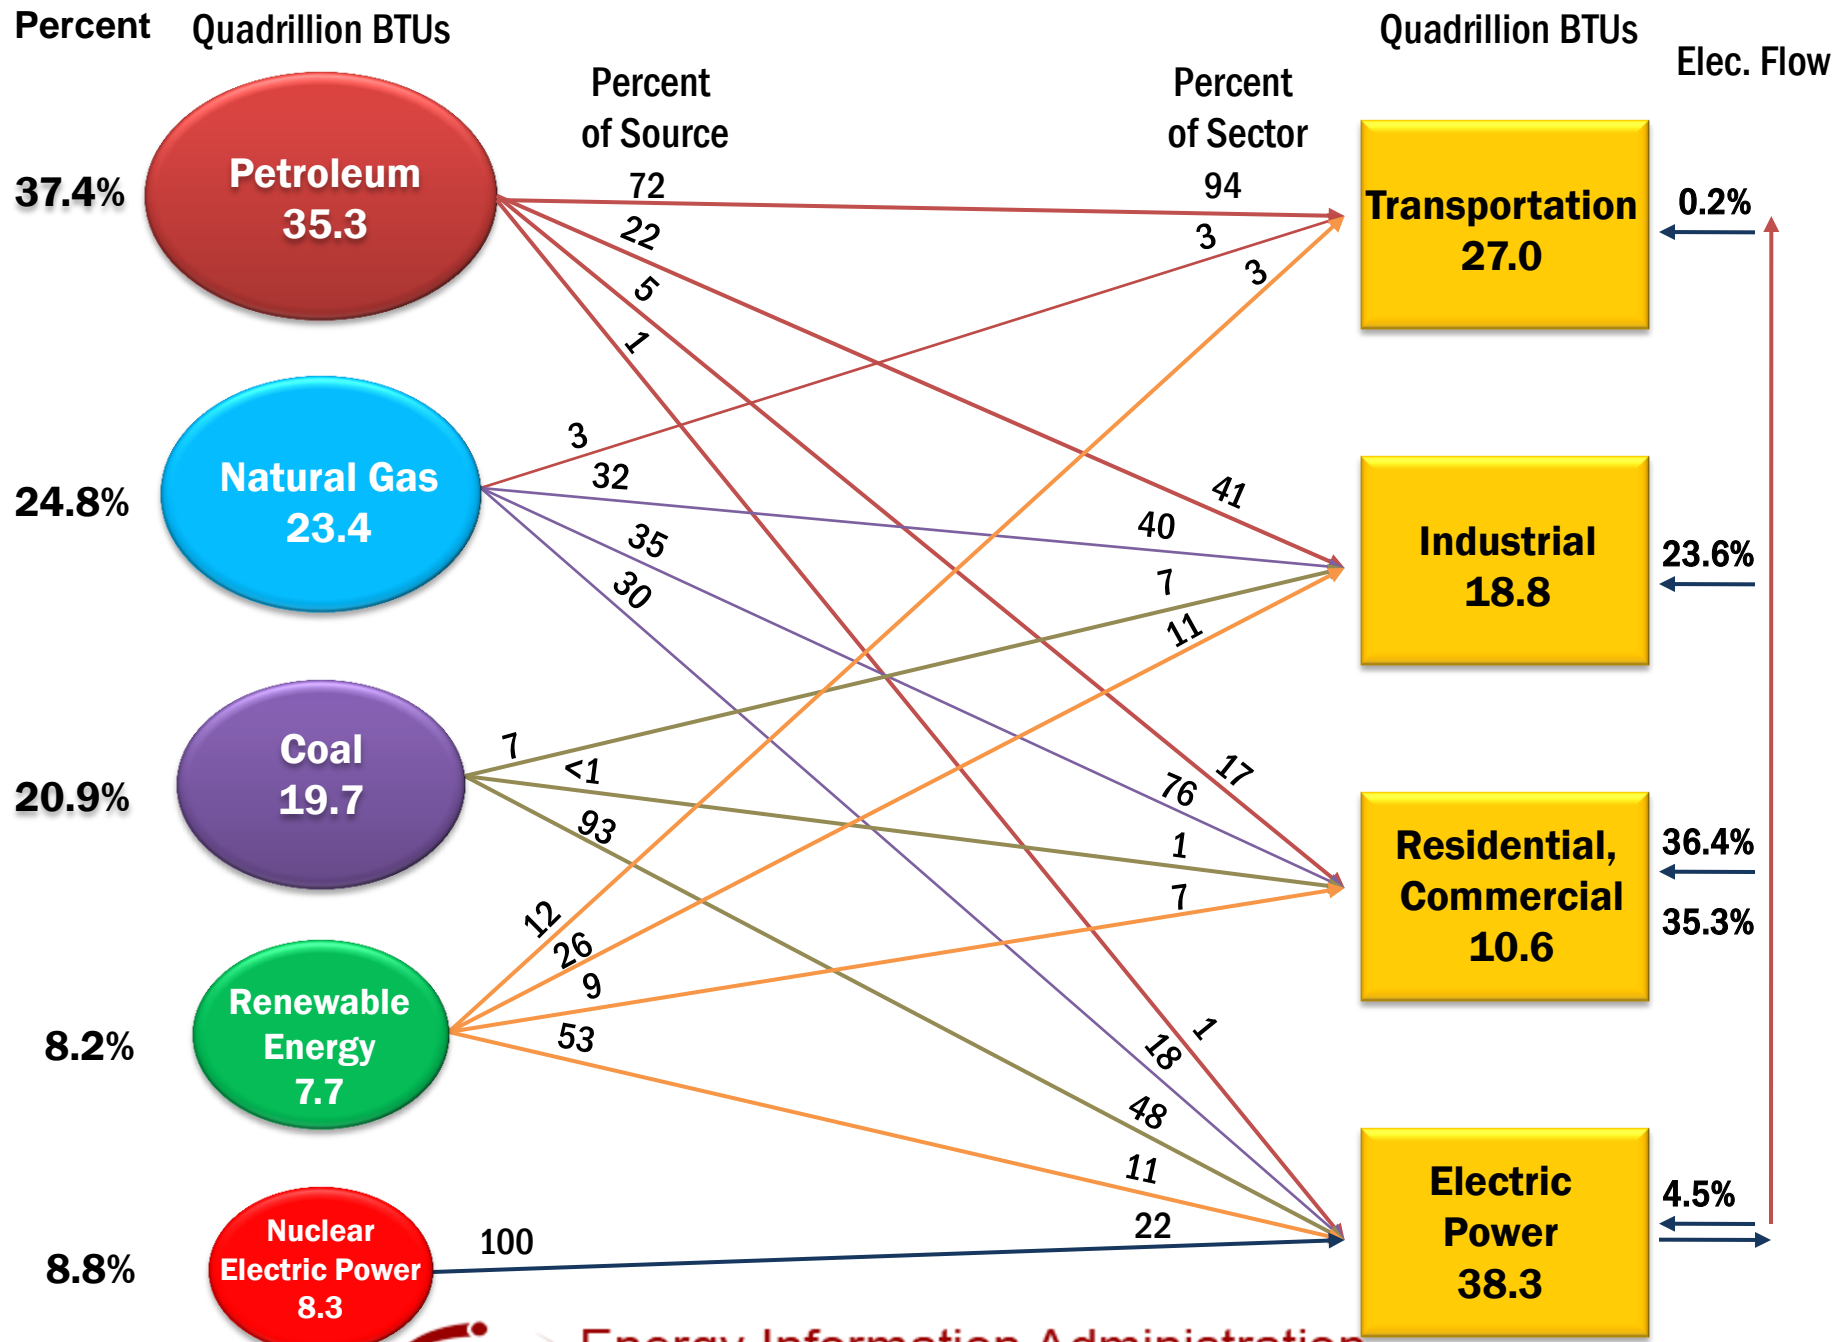 Percent
Quadrillion BTUs
Quadrillion BTUs
Elec. Flow
Percent
of Source
Percent
of Sector
37.4%
Petroleum
35.3
72
22
5
1
94
3
3
Transportation
27.0
0.2%
24.8%
Natural Gas
23.4
3
32
35
30
41
40
7
11
Industrial
18.8
23.6%
20.9%
Coal
19.7
7
<1
93
17
76
1
7
Residential,
Commercial
10.6
36.4%
35.3%
8.2%
Renewable
Energy
7.7
12
26
9
53
1
18
48
11
22
Electric
Power
38.3
4.5%
8.8%
Nuclear
Electric Power
8.3
100
Energy Information Administration